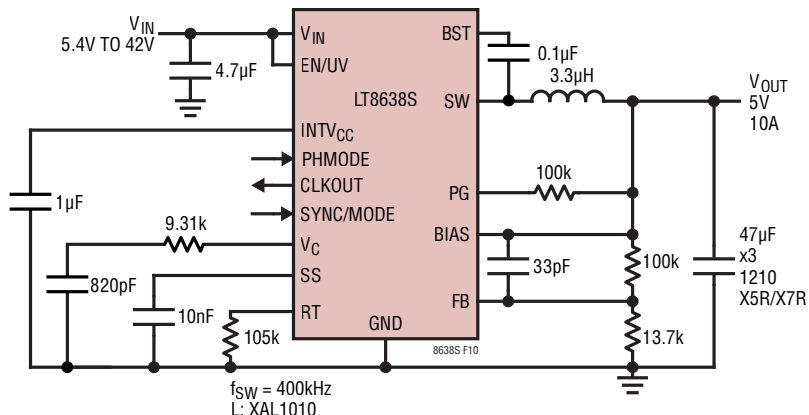 VIN
5.4V TO 42V
4.7µF
VIN
EN/UV
BST
0.1µF
3.3µH
LT8638S
SW
VOUT
5V
10A
INTVCC
PHMODE
CLKOUT
SYNC/MODE
1µF
PG
100k
9.31k
VC
BIAS
33pF
100k
47µF
x3
1210
X5R/X7R
820pF
SS
10nF
FB
RT
105k
GND
13.7k
8638S F10
fSW = 400kHz
L: XAL1010